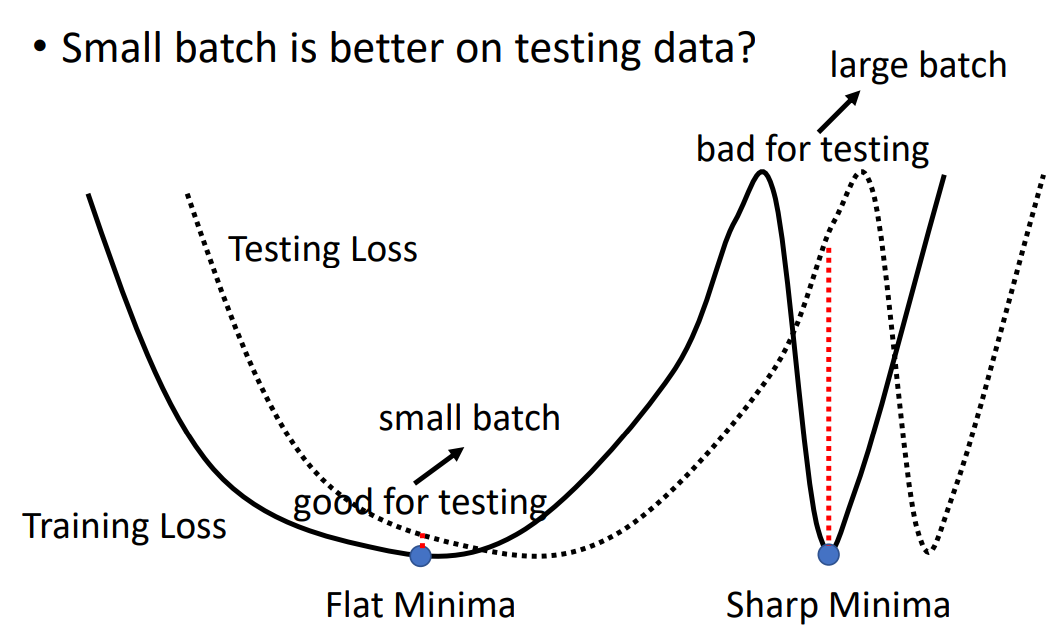 • Small batch is better on testing data?
large batch
bad for testing
Testing Loss
small batch
good for testing
Training Loss
Flat Minima
Sharp Minima